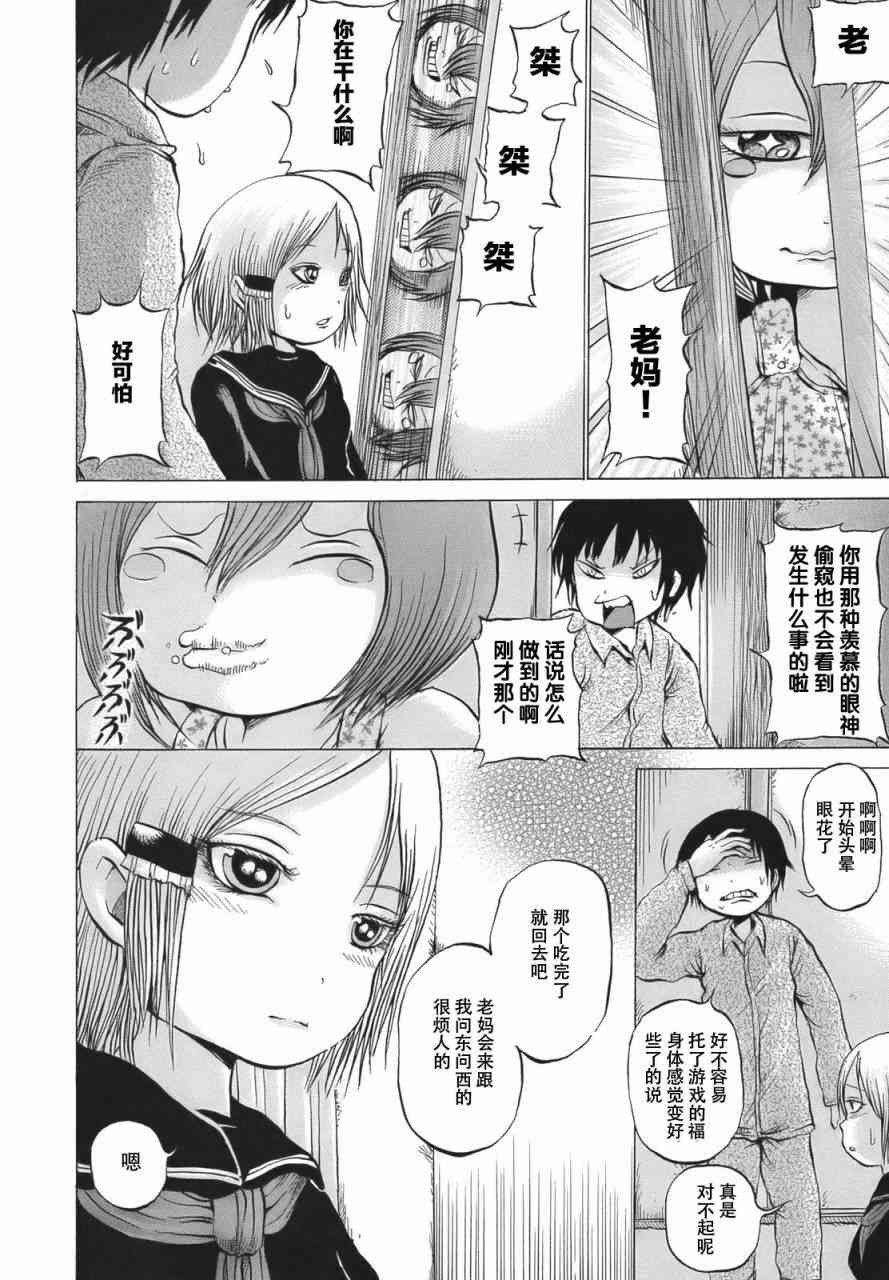 老
老妈！
桀
桀
桀
你在干什么啊
好可怕
你用那种羡慕的眼神
偷窥也不会看到
发生什么事的啦
话说怎么
做到的啊
刚才那个
ぶぶぶぶ
啊啊啊
开始头晕
眼花了
好不容易
托了游戏的福
身体感觉变好
些了的说
真是
对不起呢
那个吃完了
就回去吧
老妈会来跟
我问东问西的
很烦人的
嗯